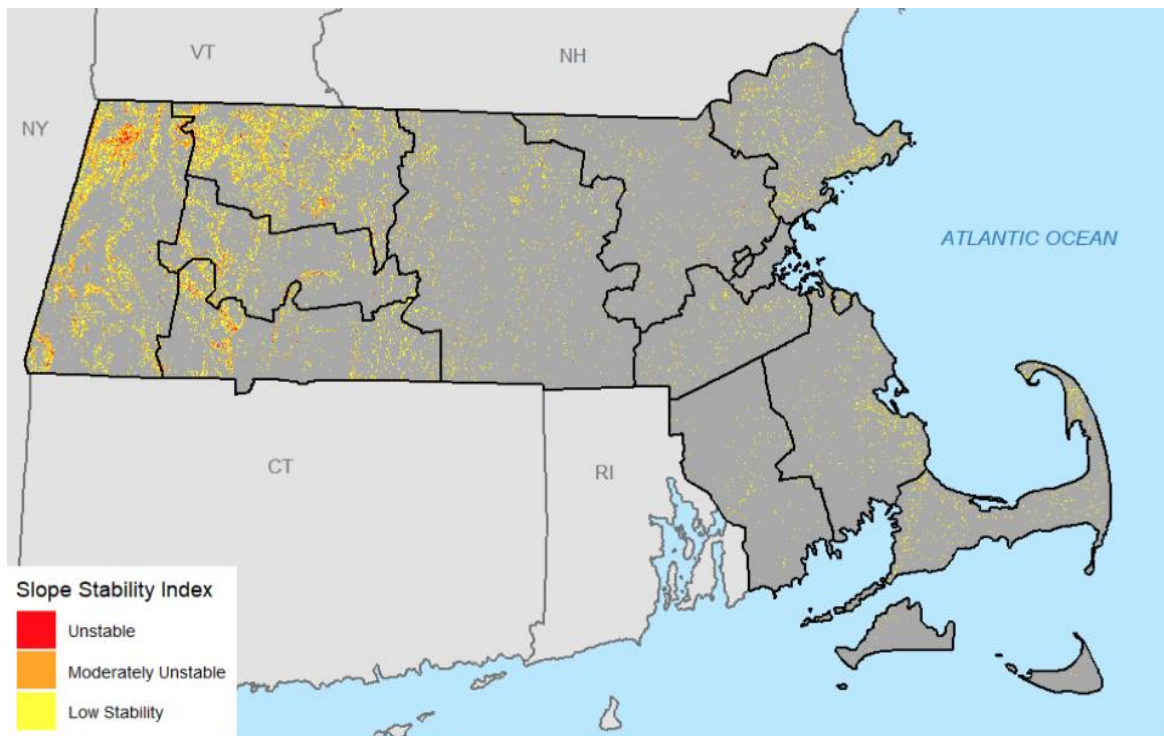 VT
NH
NY
ATLANTIC OCEAN
CT
RI
Slope Stability Index
Unstable
Moderately Unstable
Low Stability